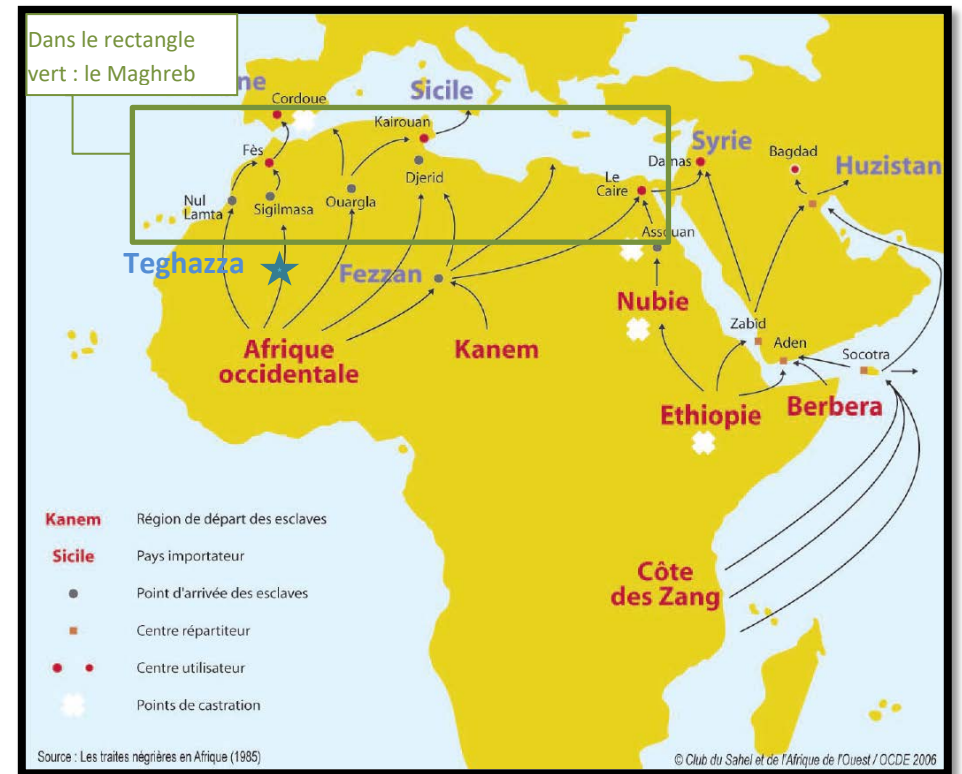 Dans le rectangle
vert : le Maghreb
ne
Cordoue
Sicile
Kairouan
Fès
Syrie
Damas
Bagdad
Huzistan
Djerid
Le
Caire
Nul
Lamta
Sigilmasa
Ouargla
Assouan
Teghazza
Fezzan
Nubie
Zabid
Aden
Socotra
Afrique
occidentale
Kanem
Ethiopie
Berbera
Côte
des Zang
Kanem Région de départ des esclaves
Sicile Pays importateur
Point d'arrivée des esclaves
Centre répartiteur
Centre utilisateur
Points de castration
Source : Les traites négrières en Afrique (1985)
© Club du Sahel et de l'Afrique de l'Ouest / OCDE 2006